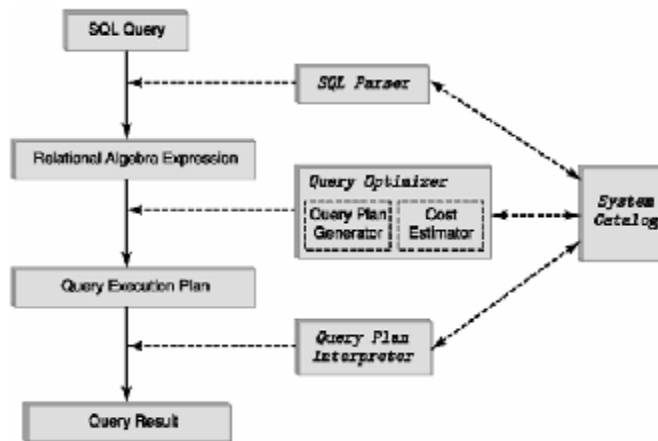 SQL Query
SQL Parser
Relational Algebra Expression
Query Optimizer
Query Plan
Generator
Cost
Estimator
System
Catalog
Query Execution Plan
Query Plan
Interpreter
Query Result